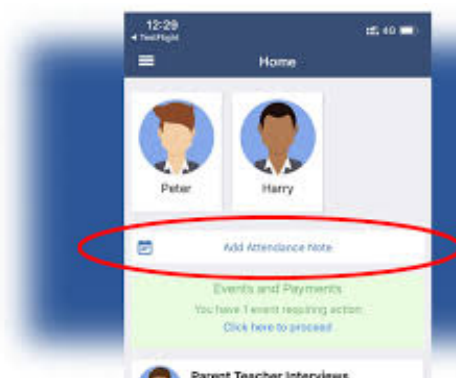 12:29
4G
TestFlight
Home
Peter
Harry
Add Attendance Note
Events and Payments
You have 1 event requiring action
Click here to proceed
Parent Teacher Interviews